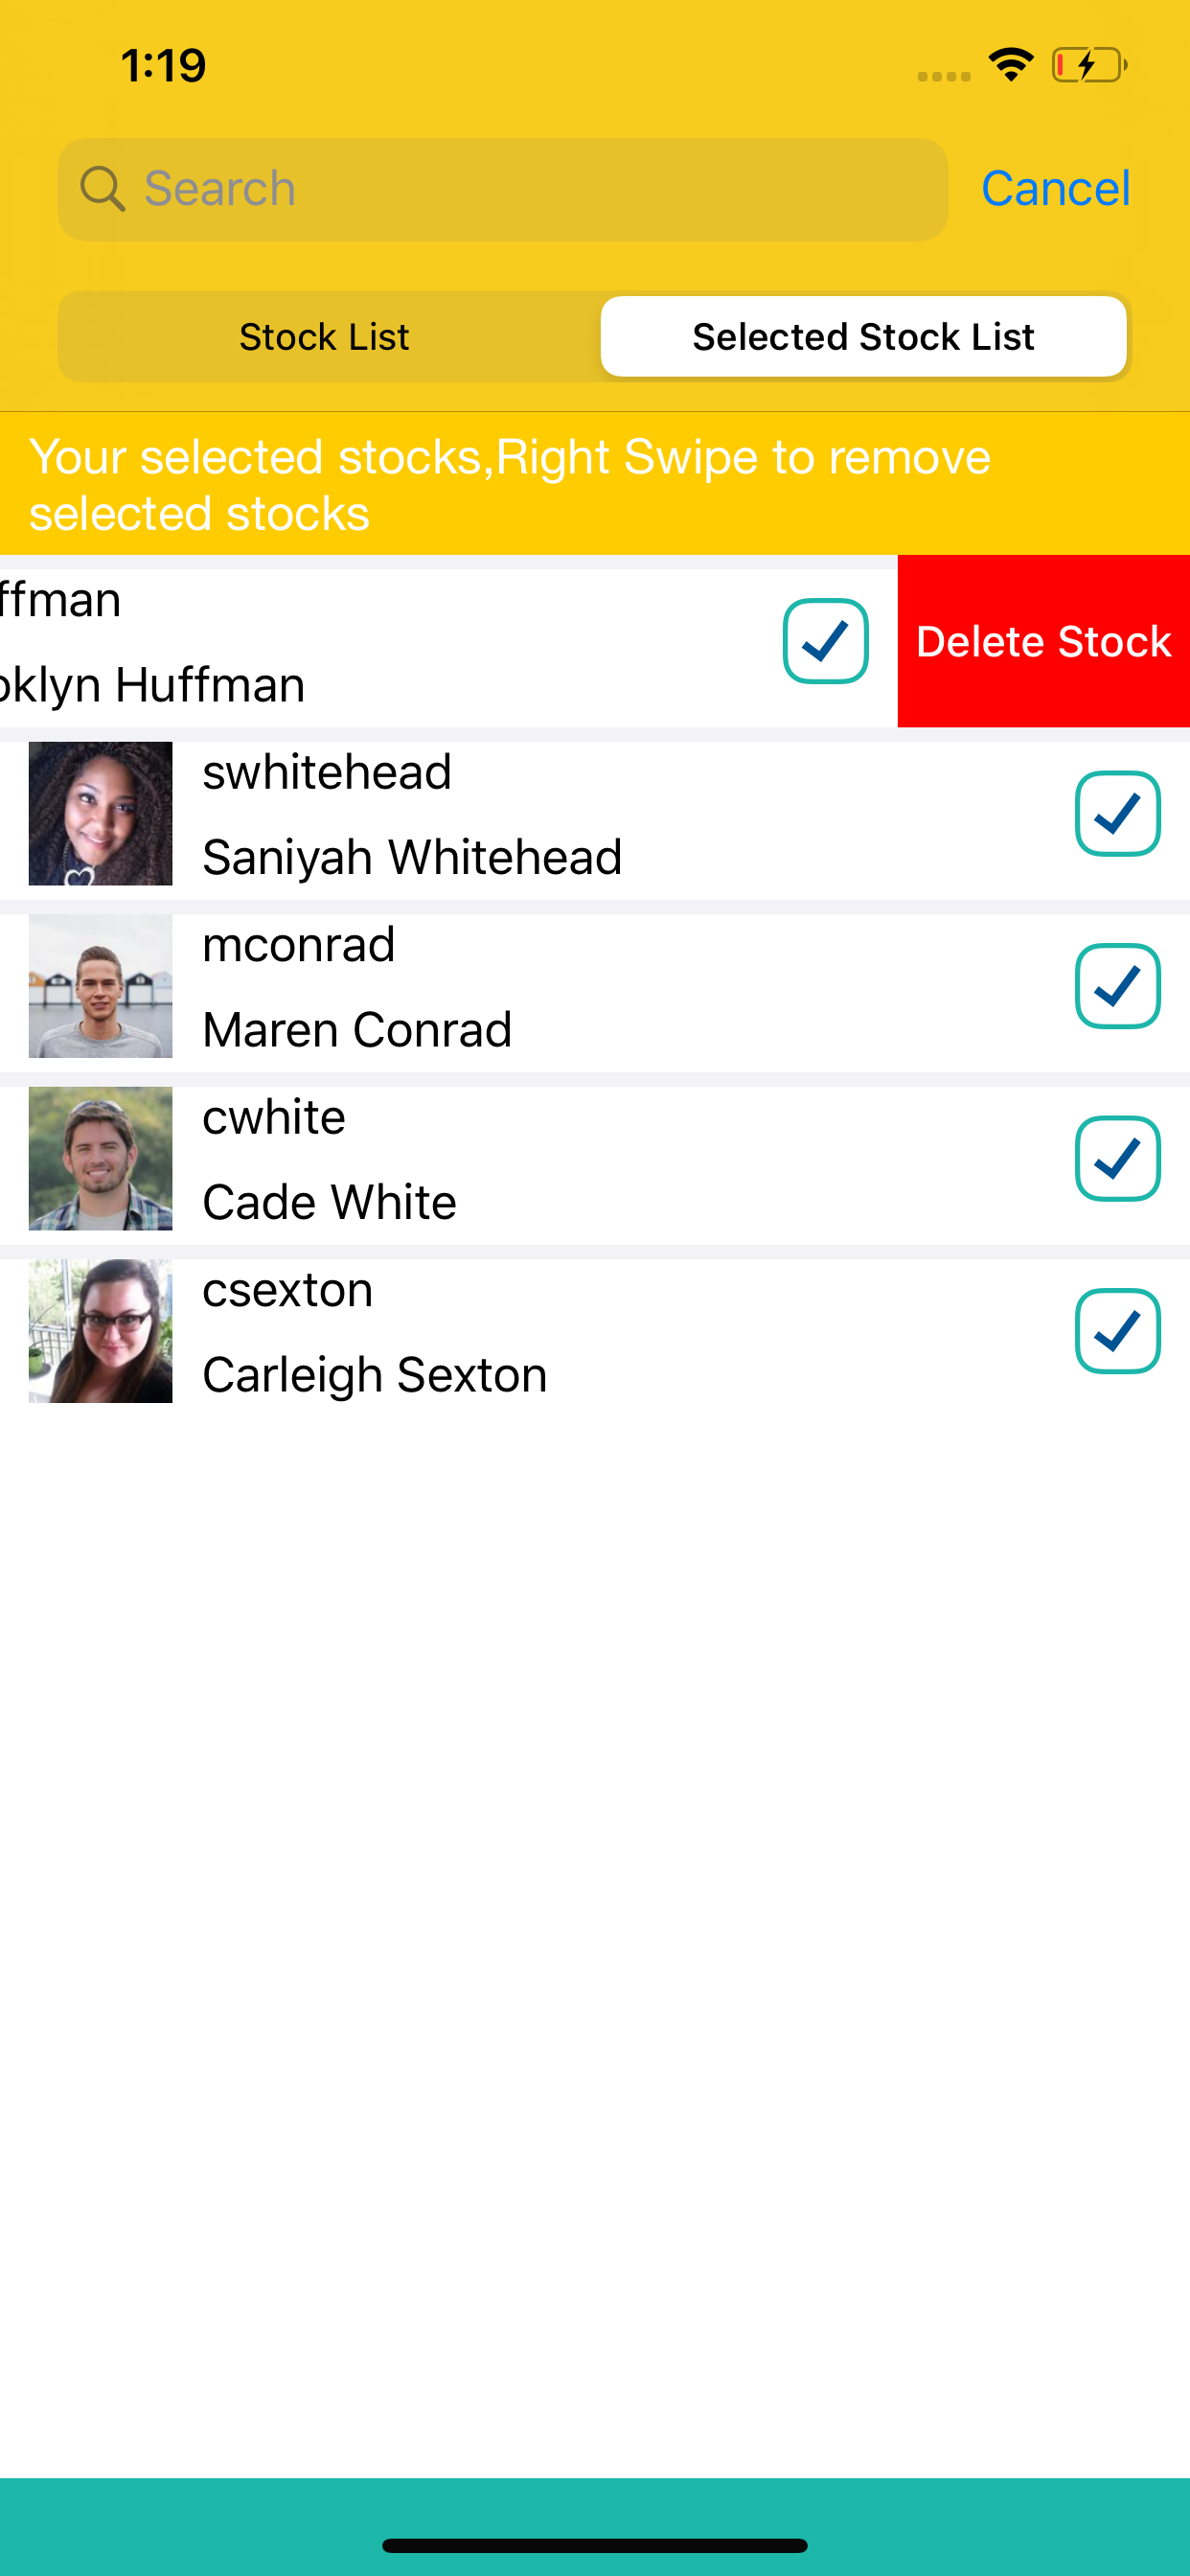 1:19
Search
Cancel
Stock List
Selected Stock List
Your selected stocks,Right Swipe to remove
selected stocks
ffman
oklyn Huffman
Delete Stock
swhitehead
Saniyah Whitehead
mconrad
Maren Conrad
cwhite
Cade White
csexton
Carleigh Sexton